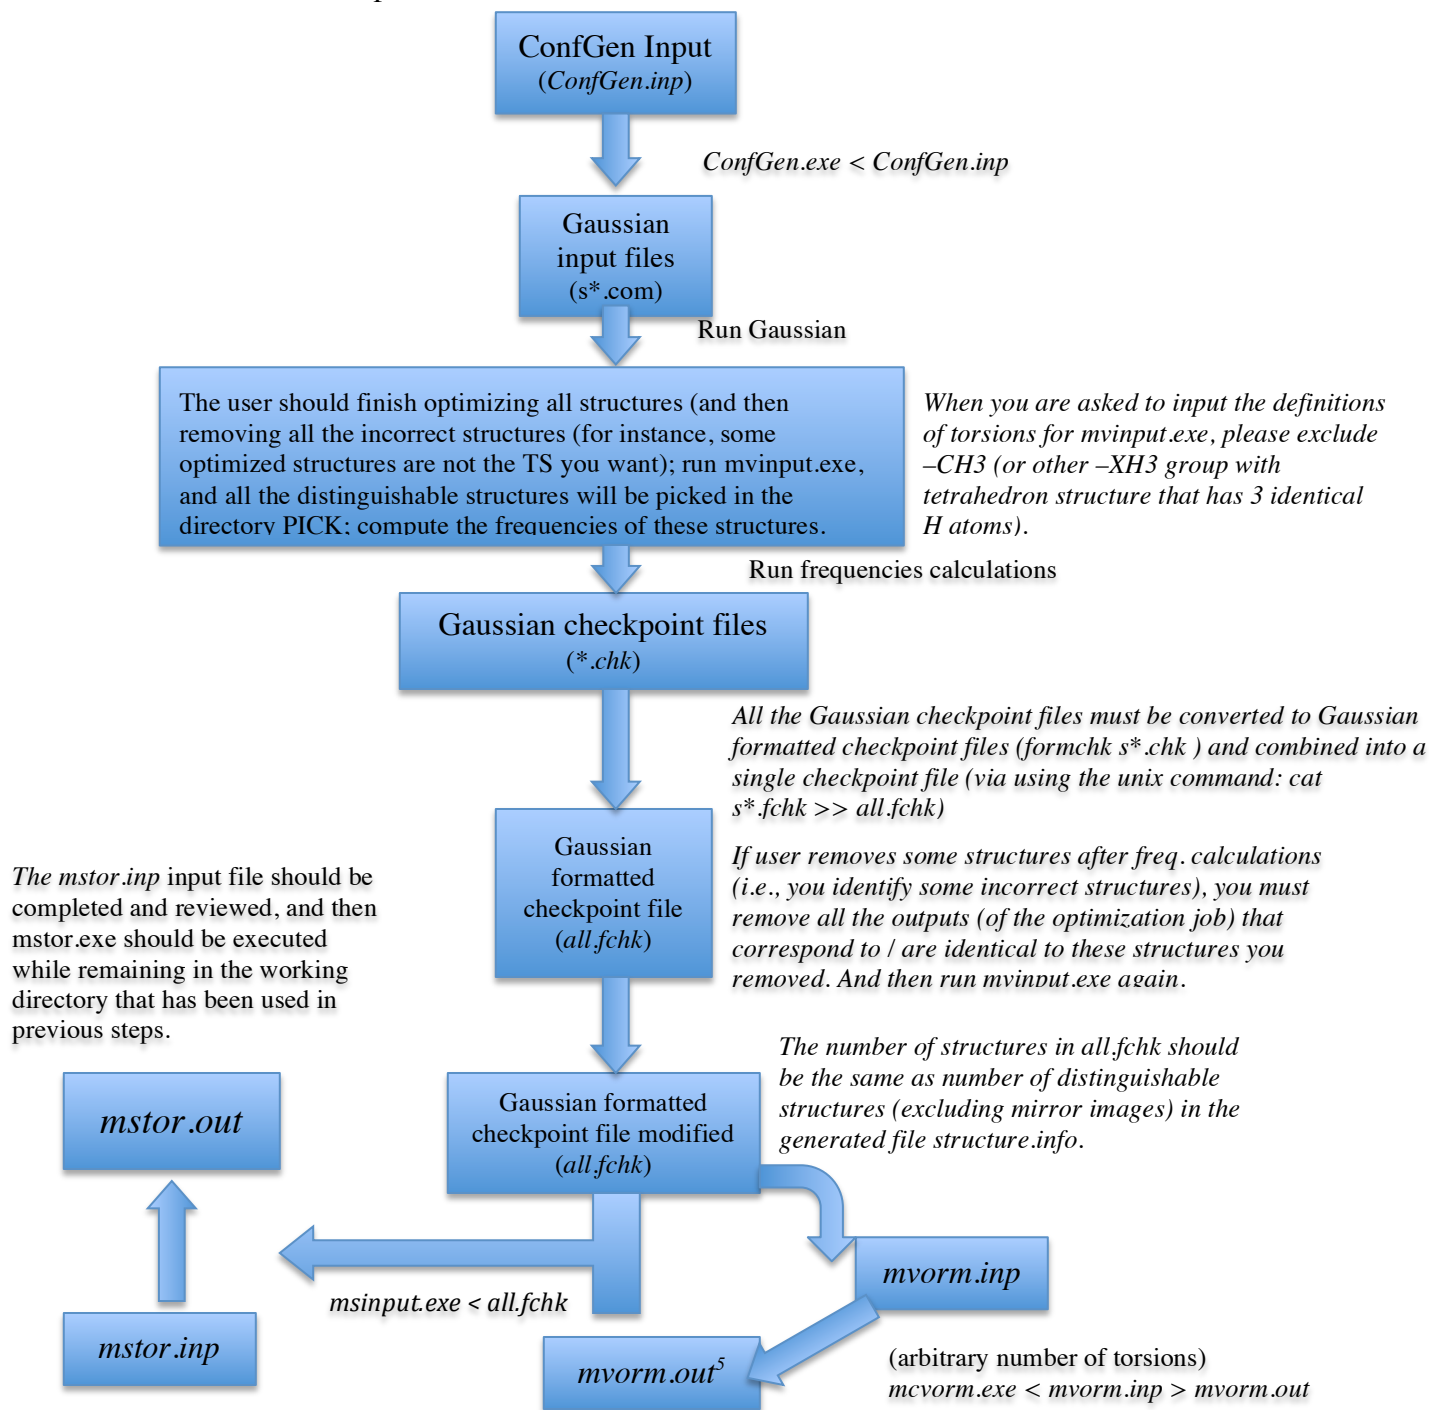 ConfGen Input
(ConfGen.inp)
ConfGen.exe < ConfGen.inp
Gaussian
input files
(s*.com)
Run Gaussian
The user should finish optimizing all structures (and then
removing all the incorrect structures (for instance, some
optimized structures are not the TS you want); run mvinput.exe,
and all the distinguishable structures will be picked in the
directory PICK; compute the frequencies of these structures.
When you are asked to input the definitions
of torsions for mvinput.exe, please exclude
–CH3 (or other –XH3 group with
tetrahedron structure that has 3 identical
H atoms).
Run frequencies calculations
Gaussian checkpoint files
(*.chk)
All the Gaussian checkpoint files must be converted to Gaussian
formatted checkpoint files (formchk s*.chk ) and combined into a
single checkpoint file (via using the unix command: cat
s*.fchk >> all.fchk)
Gaussian
formatted
checkpoint file
(all.fchk)
If user removes some structures after freq. calculations
(i.e., you identify some incorrect structures), you must
remove all the outputs (of the optimization job) that
correspond to / are identical to these structures you
removed. And then run mvinput.exe again.
The mstor.inp input file should be
completed and reviewed, and then
mstor.exe should be executed
while remaining in the working
directory that has been used in
previous steps.
The number of structures in all.fchk should
be the same as number of distinguishable
structures (excluding mirror images) in the
generated file structure.info.
mstor.out
Gaussian formatted
checkpoint file modified
(all.fchk)
mvorm.inp
msinput.exe < all.fchk
mstor.inp
mvorm.out5
(arbitrary number of torsions)
mcvorm.exe < mvorm.inp > mvorm.out